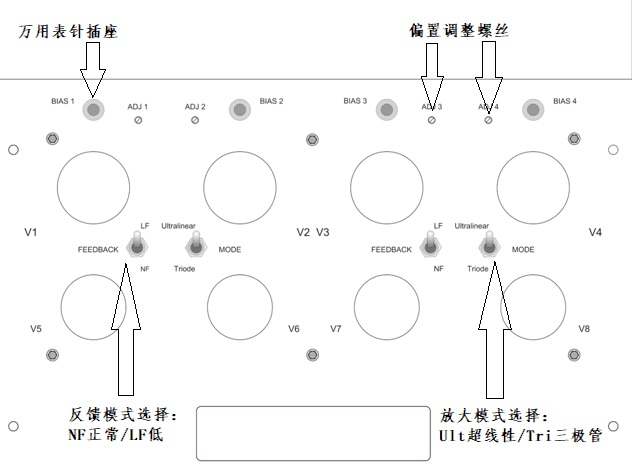 万用表针插座
偏置调整螺丝
BIAS 1
ADJ 1
ADJ 2
BIAS 2
BIAS 3
ADJ 3
ADJ 4
BIAS 4
V1
V2
V3
V4
LF
Ultralinear
FEEDBACK
MODE
NF
Triode
LF
Ultralinear
FEEDBACK
MODE
NF
Triode
V5
V6
V7
V8
反馈模式选择:
NF正常/LF低
放大模式选择:
Ult超线性/Tri三极管